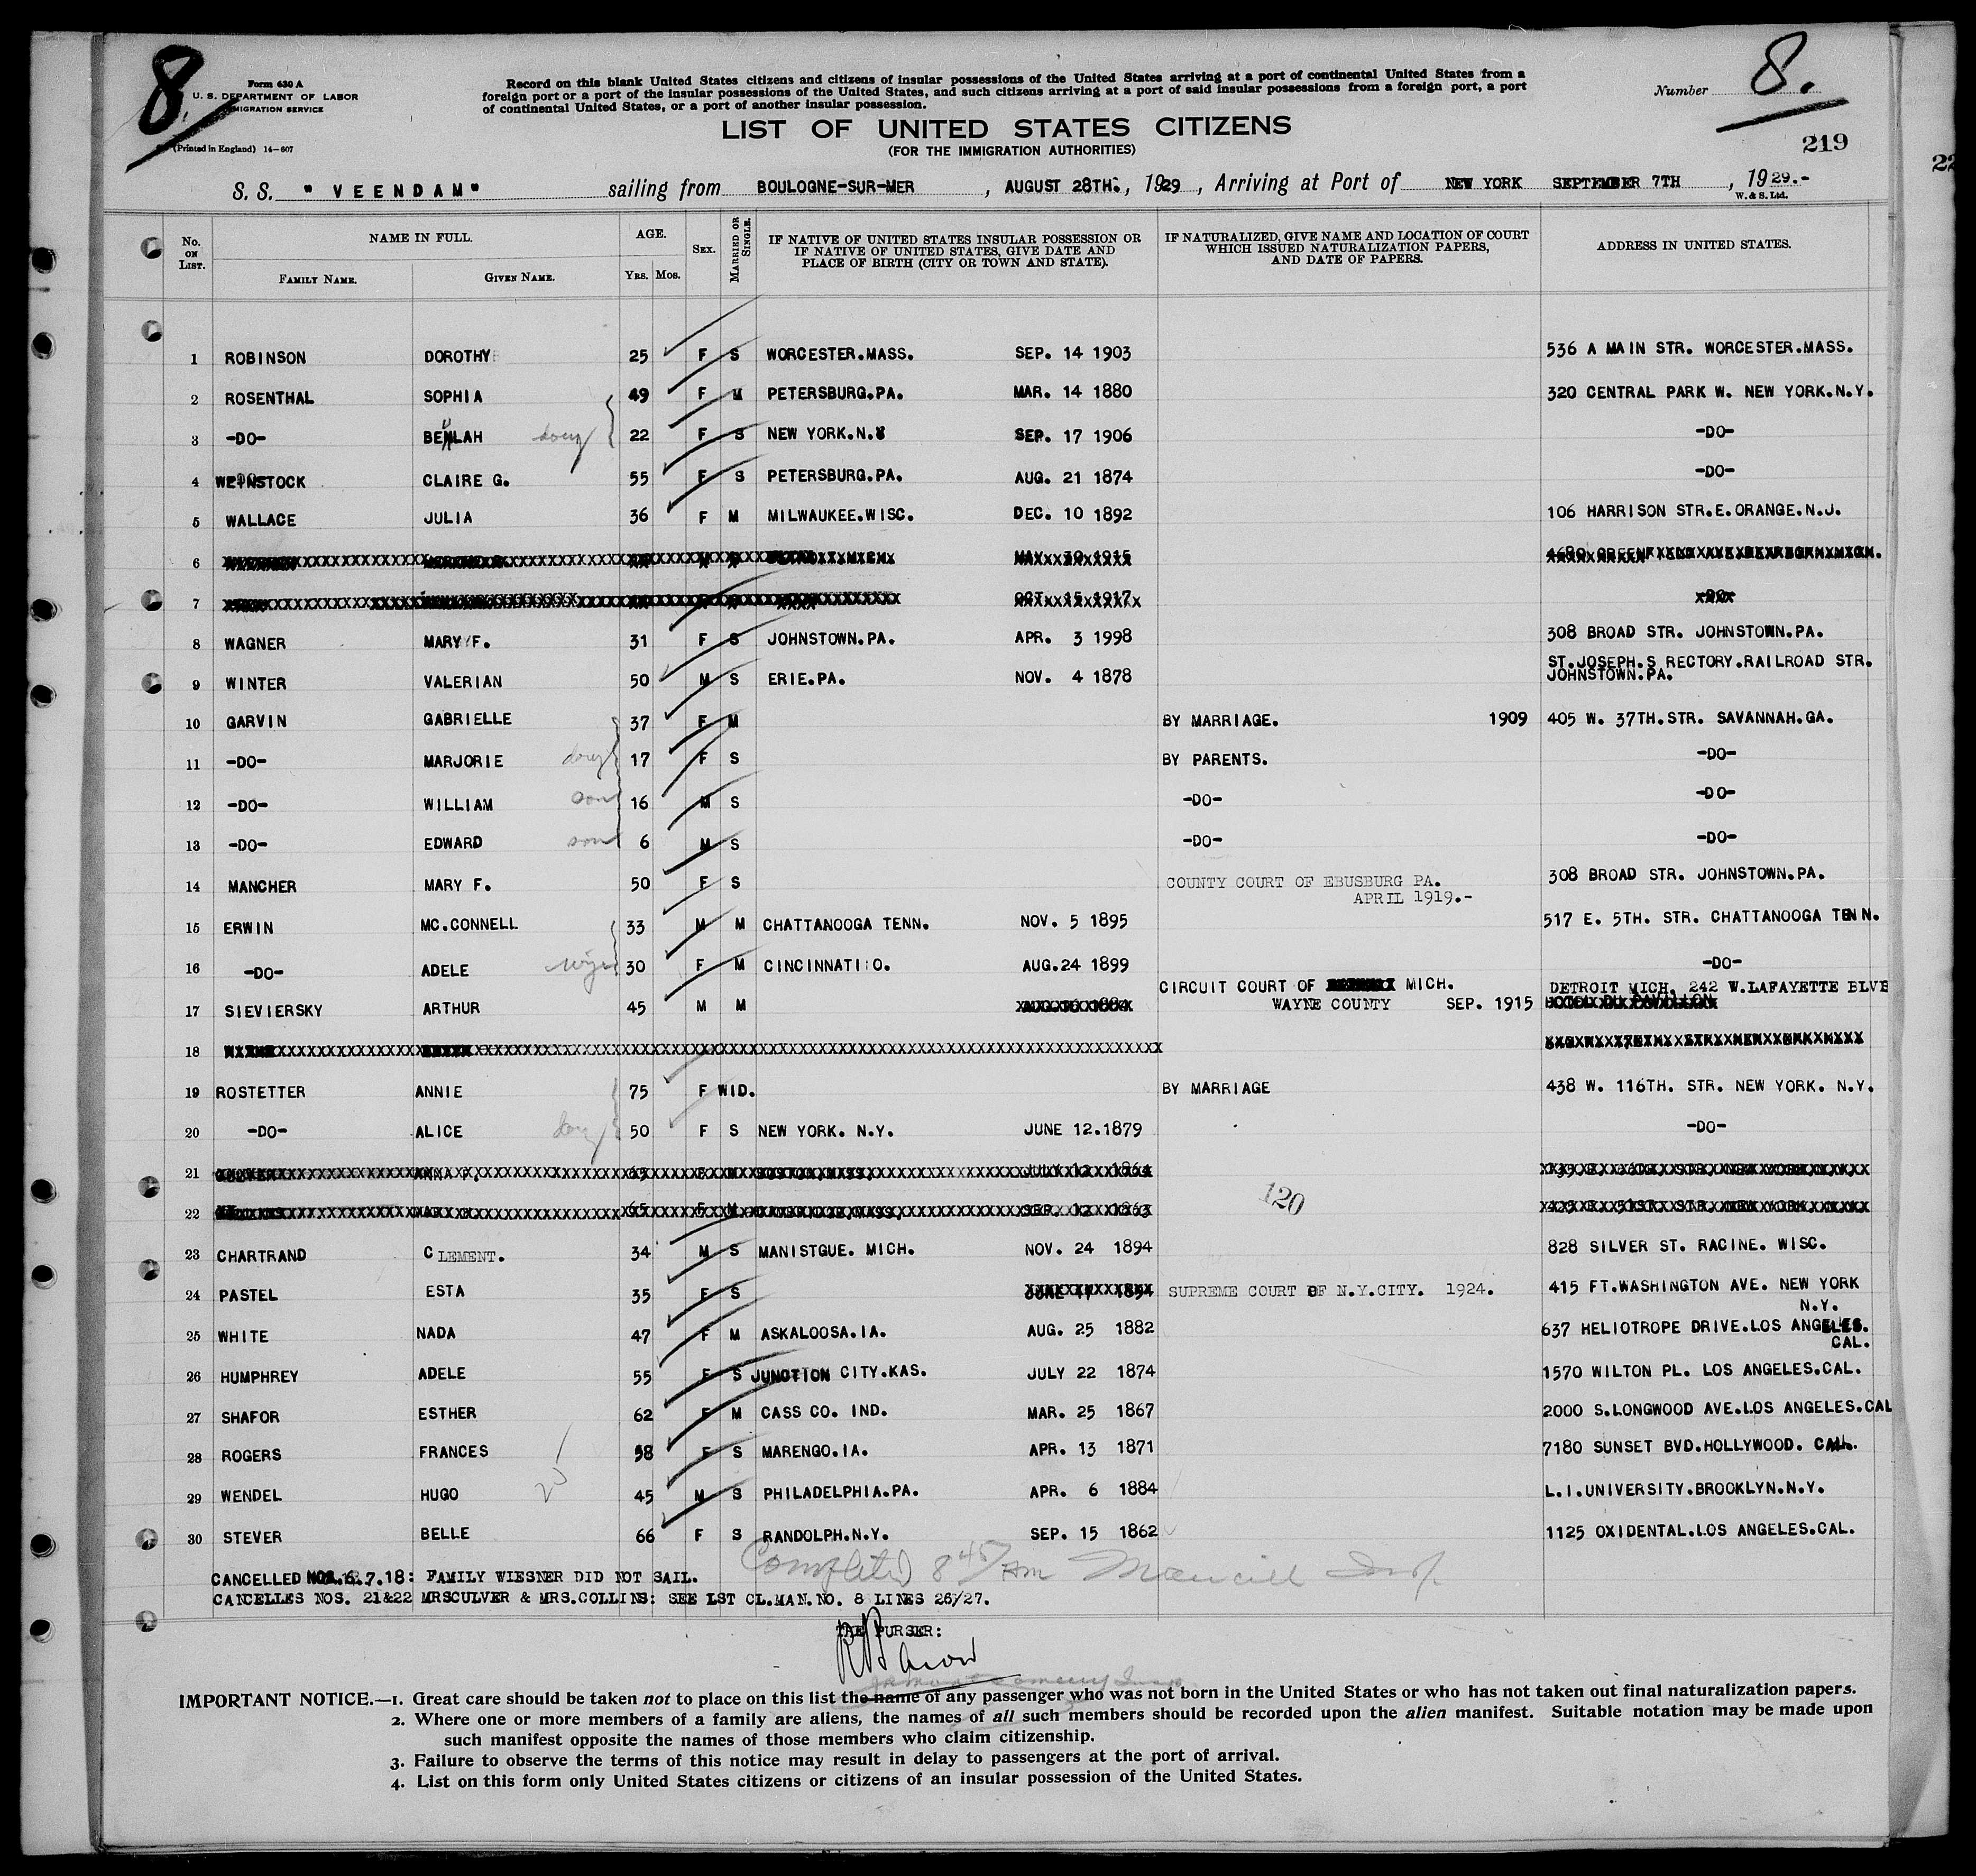 8.
8.
Form 630 A
U. S. DEPARTMENT OF LABOR
IMMIGRATION SERVICE
(Printed in England) 14—607
Record on this blank United States citizens and citizens of insular possessions of the United States arriving at a port of continental United States from a
foreign port or a port of the insular possessions of the United States, and such citizens arriving at a port of said insular possessions from a foreign port, a port
of continental United States, or a port of another insular possession.
Number
LIST OF UNITED STATES CITIZENS
(FOR THE IMMIGRATION AUTHORITIES)
219
22
S. S. "VEENDAM" sailing from BOULOGNE-SUR-MER, AUGUST 28TH., 1929, Arriving at Port of NEW YORK SEPTEMBER 7TH, 1929.-
W. & S. Ltd.
No. ON LIST. NAME IN FULL. AGE. SEX. MARRIED OR SINGLE. IF NATIVE OF UNITED STATES INSULAR POSSESSION OR IF NATIVE OF UNITED STATES, GIVE DATE AND PLACE OF BIRTH (CITY OR TOWN AND STATE). IF NATURALIZED, GIVE NAME AND LOCATION OF COURT WHICH ISSUED NATURALIZATION PAPERS, AND DATE OF PAPERS. ADDRESS IN UNITED STATES.
FAMILY NAME. GIVEN NAME. YRS. MOS.
1 ROBINSON DOROTHY 25 F S WORCESTER.MASS. SEP. 14 1903 536 A MAIN STR. WORCESTER.MASS.
2 ROSENTHAL SOPHIA 49 F M PETERSBURG.PA. MAR. 14 1880 320 CENTRAL PARK W. NEW YORK.N.Y.
3 -DO- BEULAH daug 22 F S NEW YORK.N.Y SEP. 17 1906 -DO-
4 WEINSTOCK CLAIRE G. 55 F S PETERSBURG.PA. AUG. 21 1874 -DO-
5 WALLACE JULIA 36 F M MILWAUKEE.WISC. DEC. 10 1892 106 HARRISON STR.E.ORANGE.N.J.
6 MAY 30 1915
7 OCT. 15 1917
8 WAGNER MARY F. 31 F S JOHNSTOWN.PA. APR. 3 1998 308 BROAD STR. JOHNSTOWN.PA.
9 WINTER VALERIAN 50 M S ERIE.PA. NOV. 4 1878 ST.JOSEPH.S RECTORY.RAILROAD STR.
JOHNSTOWN.PA.
10 GARVIN GABRIELLE 37 F M BY MARRIAGE. 1909 405 W. 37TH.STR. SAVANNAH.GA.
11 -DO- MARJORIE daug 17 F S BY PARENTS. -DO-
12 -DO- WILLIAM son 16 M S -DO- -DO-
13 -DO- EDWARD son 6 M S -DO- -DO-
14 MANCHER MARY F. 50 F S COUNTY COURT OF EBUSBURG PA. 308 BROAD STR. JOHNSTOWN.PA.
APRIL 1919.-
15 ERWIN MC.CONNELL 33 M M CHATTANOOGA TENN. NOV. 5 1895 517 E. 5TH. STR. CHATTANOOGA TENN.
16 -DO- ADELE wife 30 F M CINCINNATI:O. AUG.24 1899 -DO-
CIRCUIT COURT OF MICH. DETROIT MICH. 242 W.LAFAYETTE BLVE
17 SIEVIERSKY ARTHUR 45 M M WAYNE COUNTY SEP. 1915
18
19 ROSTETTER ANNIE 75 F WID. BY MARRIAGE 438 W. 116TH. STR. NEW YORK. N.Y.
20 -DO- ALICE daug 50 F S NEW YORK. N.Y. JUNE 12.1879 -DO-
21 ANNA P. 65 F M BOSTON.MASS. JULY 12 1864
22 65 F M SEP. 12 1863
120
23 CHARTRAND CLEMENT. 34 M S MANISTGUE. MICH. NOV. 24 1894 828 SILVER ST. RACINE. WISC.
24 PASTEL ESTA 35 F S SUPREME COURT OF N.Y.CITY. 1924. 415 FT.WASHINGTON AVE. NEW YORK
N.Y.
25 WHITE NADA 47 F M ASKALOOSA.IA. AUG. 25 1882 637 HELIOTROPE DRIVE.LOS ANGELES.
CAL.
26 HUMPHREY ADELE 55 F S JUNCTION CITY.KAS. JULY 22 1874 1570 WILTON PL. LOS ANGELES.CAL.
27 SHAFOR ESTHER 62 F M CASS CO. IND. MAR. 25 1867 2000 S.LONGWOOD AVE.LOS ANGELES.CAL
28 ROGERS FRANCES 58 F S MARENGO.IA. APR. 13 1871 7180 SUNSET BVD.HOLLYWOOD. CAL.
29 WENDEL HUGO 45 M S PHILADELPHIA.PA. APR. 6 1884 L.I.UNIVERSITY.BROOKLYN.N.Y.
30 STEVER BELLE 66 F S RANDOLPH.N.Y. SEP. 15 1862 1125 OXIDENTAL.LOS ANGELES.CAL.
Completed 8 45/ Am
CANCELLED NOS.6.7.18: FAMILY WIESNER DID NOT SAIL.
CANCELLES NOS. 21&22 MRSCULVER & MRS.COLLINS: SEE 1ST CL.MAN.NO. 8 LINES 26/27.
THE PURSER:
IMPORTANT NOTICE.—1. Great care should be taken not to place on this list the name of any passenger who was not born in the United States or who has not taken out final naturalization papers.
2. Where one or more members of a family are aliens, the names of all such members should be recorded upon the alien manifest. Suitable notation may be made upon
such manifest opposite the names of those members who claim citizenship.
3. Failure to observe the terms of this notice may result in delay to passengers at the port of arrival.
4. List on this form only United States citizens or citizens of an insular possession of the United States.